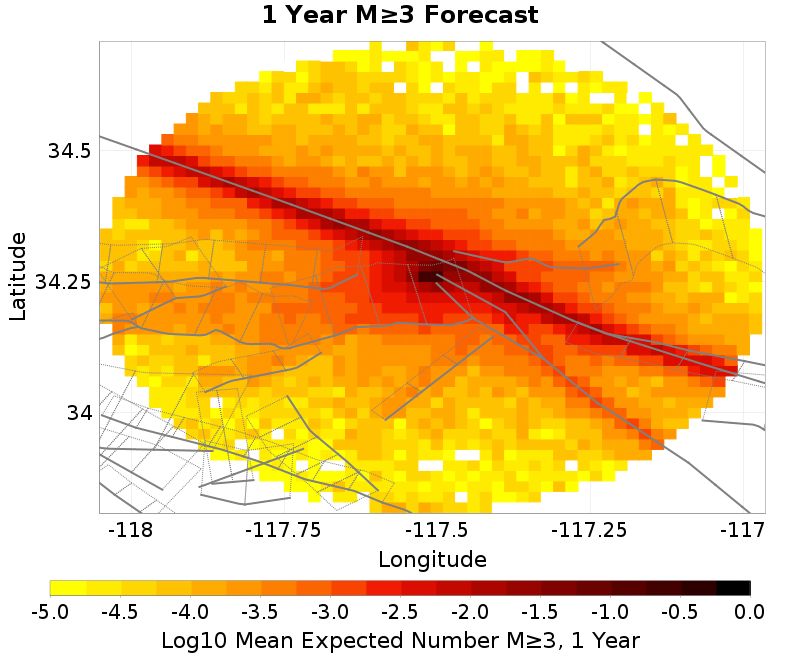 1 Year M≥3 Forecast
Latitude
34.5
34.25
34
-118 -117.75 -117.5 -117.25 -117
Longitude
-5.0 -4.5 -4.0 -3.5 -3.0 -2.5 -2.0 -1.5 -1.0 -0.5 0.0
Log10 Mean Expected Number M≥3, 1 Year